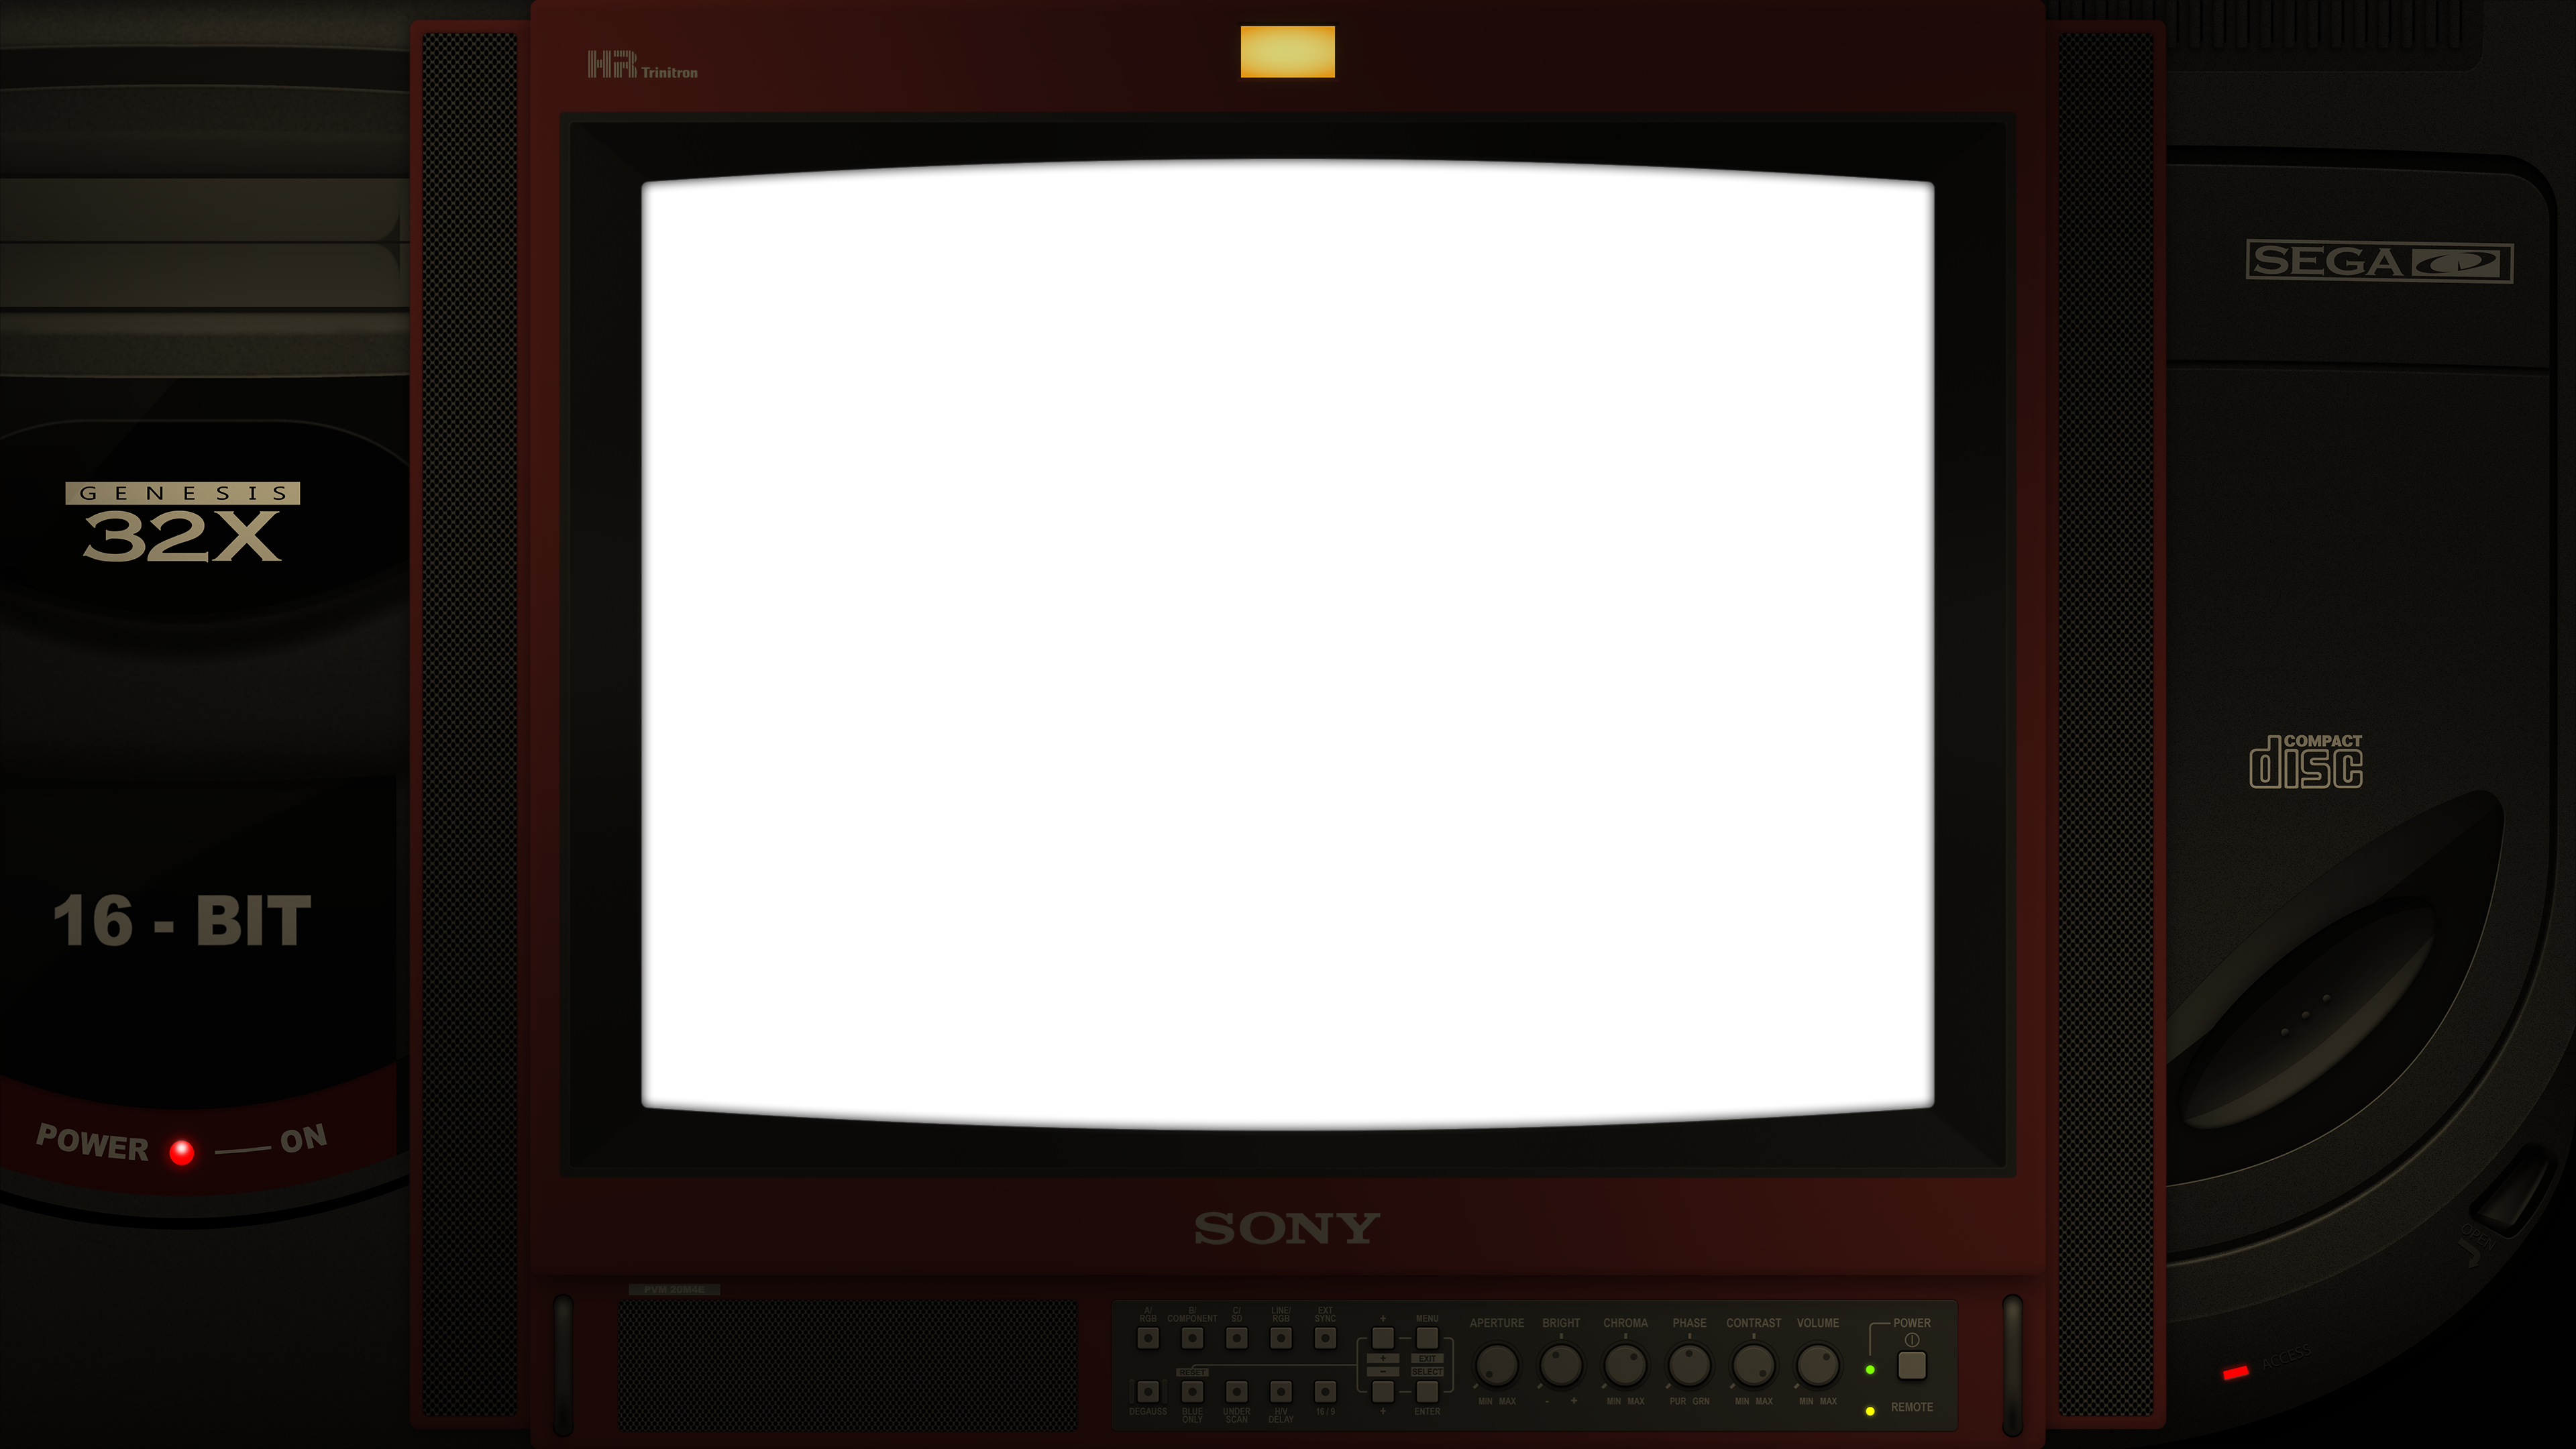 HR Trinitron
SEGA CD
GENESIS
32X
COMPACT
disc
16 - BIT
POWER ON
SONY
OPEN
ACCESS
PVM 20M4E
A/
RGB
B/
COMPONENT
C/
SD
LINE/
RGB
EXT
SYNC
+
MENU
+
EXIT
-
SELECT
RESET
DEGAUSS
BLUE
ONLY
UNDER
SCAN
H/V
DELAY
16 / 9
+
ENTER
APERTURE
BRIGHT
CHROMA
PHASE
CONTRAST
VOLUME
POWER
MIN MAX
- +
MIN MAX
PUR GRN
MIN MAX
MIN MAX
REMOTE